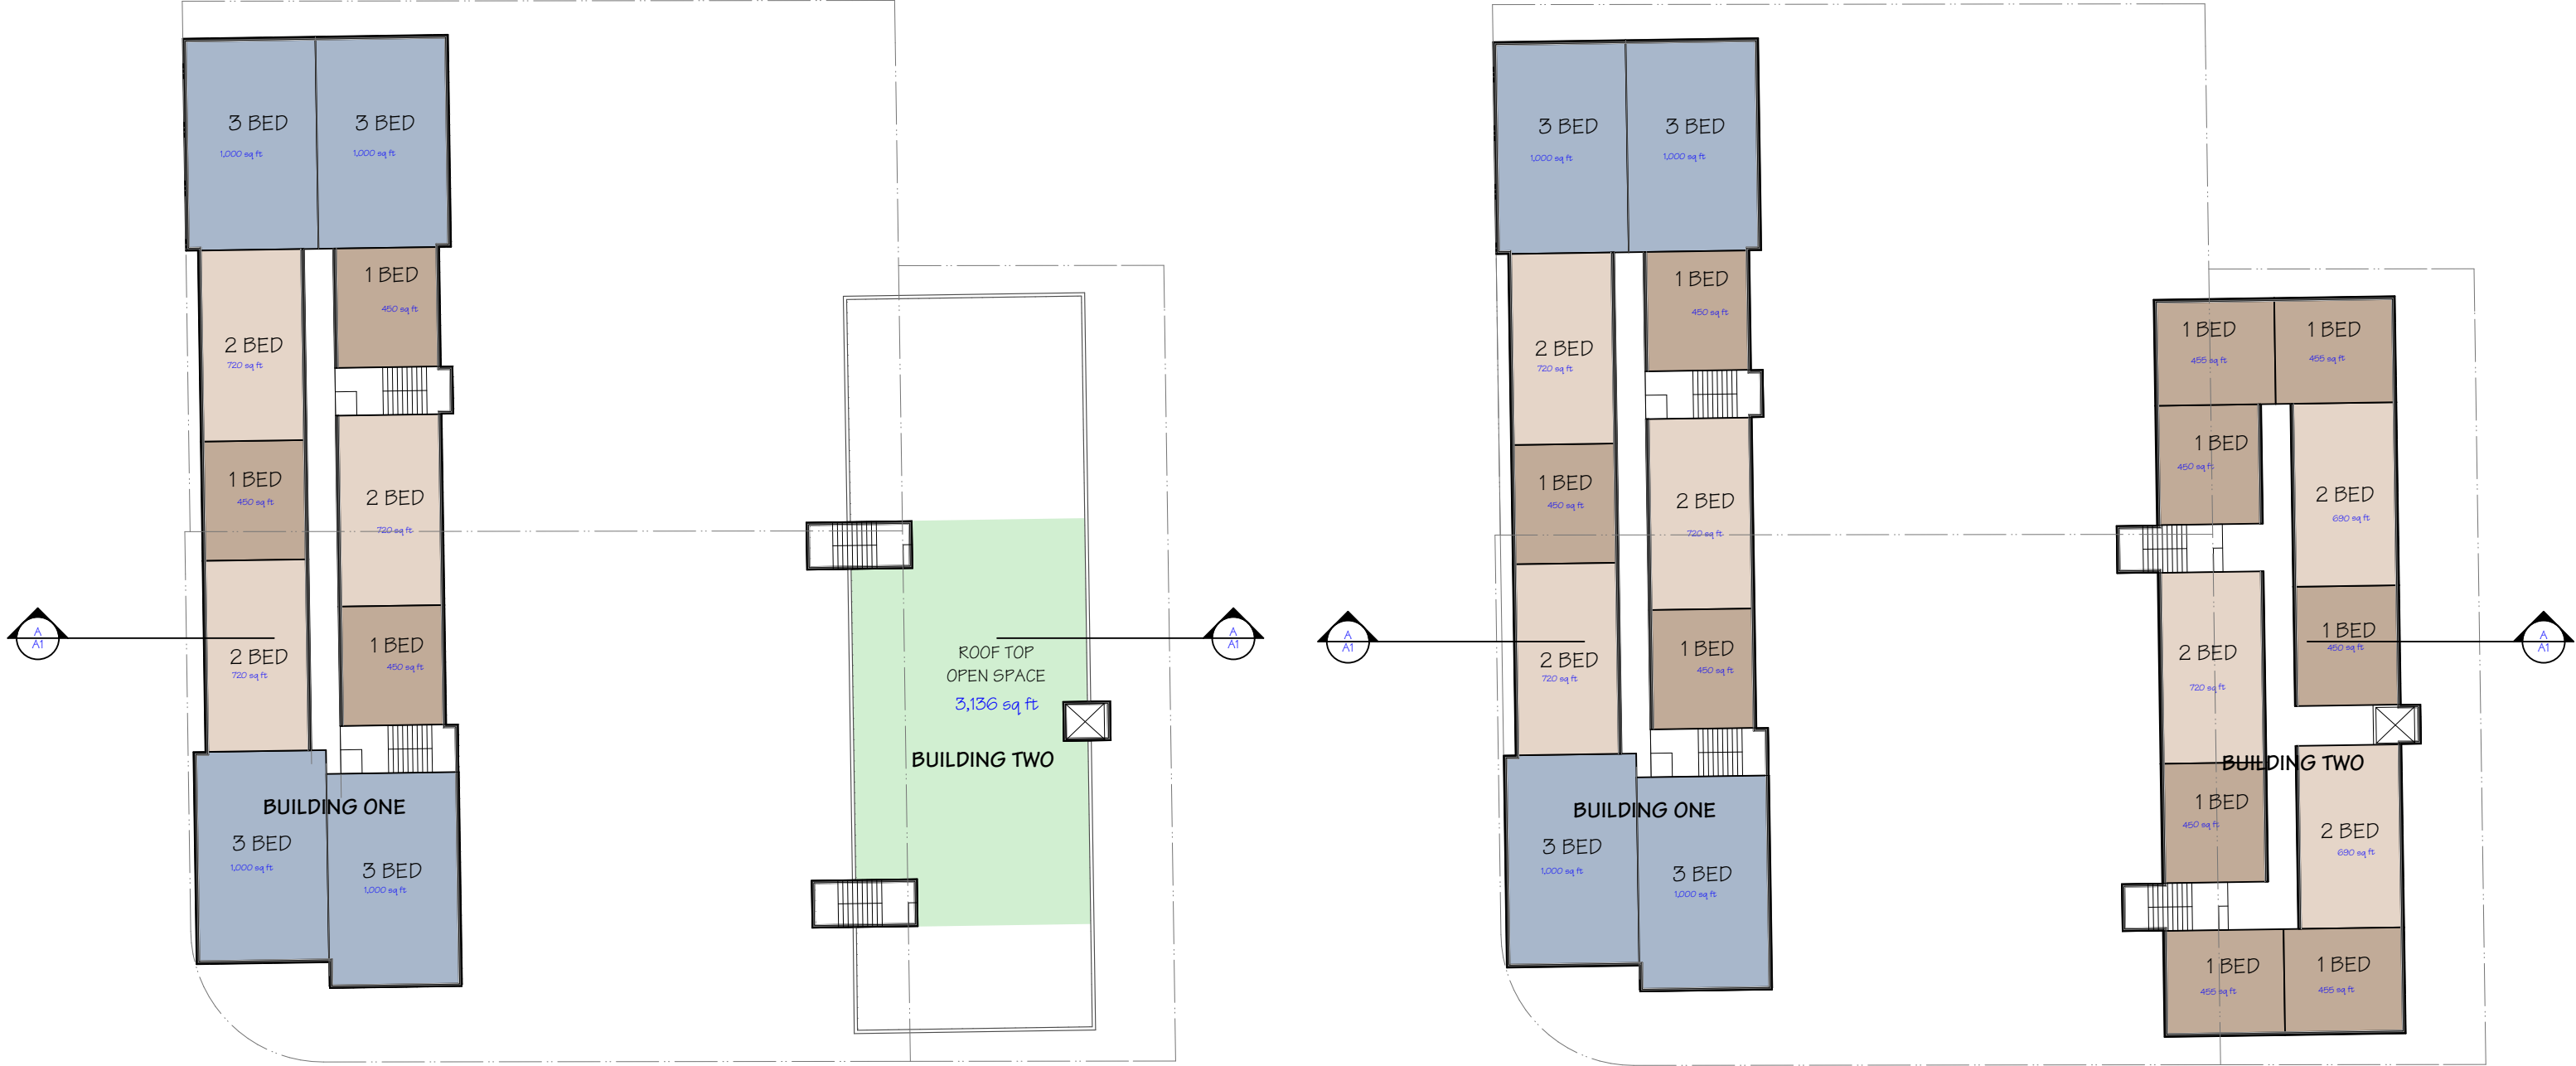 3 BED
1,000 sq ft
3 BED
1,000 sq ft
1 BED
450 sq ft
2 BED
720 sq ft
1 BED
450 sq ft
2 BED
720 sq ft
2 BED
720 sq ft
1 BED
450 sq ft
BUILDING ONE
3 BED
1,000 sq ft
3 BED
1,000 sq ft
A
A1
ROOF TOP
OPEN SPACE
3,136 sq ft
BUILDING TWO
A
A1
3 BED
1,000 sq ft
3 BED
1,000 sq ft
1 BED
450 sq ft
2 BED
720 sq ft
1 BED
450 sq ft
2 BED
720 sq ft
2 BED
720 sq ft
1 BED
450 sq ft
BUILDING ONE
3 BED
1,000 sq ft
3 BED
1,000 sq ft
A
A1
1 BED
455 sq ft
1 BED
455 sq ft
1 BED
450 sq ft
2 BED
690 sq ft
1 BED
450 sq ft
2 BED
720 sq ft
BUILDING TWO
1 BED
450 sq ft
2 BED
690 sq ft
1 BED
455 sq ft
1 BED
455 sq ft
A
A1